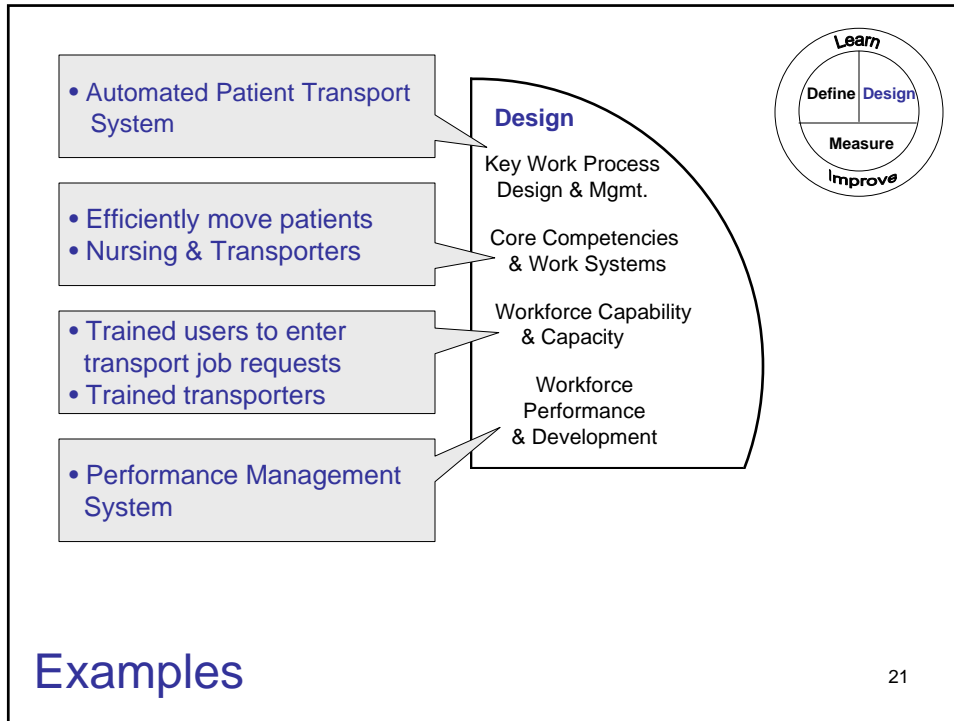 • Automated Patient Transport
System
• Efficiently move patients
• Nursing & Transporters
• Trained users to enter
transport job requests
• Trained transporters
• Performance Management
System
Design
Key Work Process
Design & Mgmt.
Core Competencies
& Work Systems
Workforce Capability
& Capacity
Workforce
Performance
& Development
Learn
Define Design
Measure
Improve
Examples
21